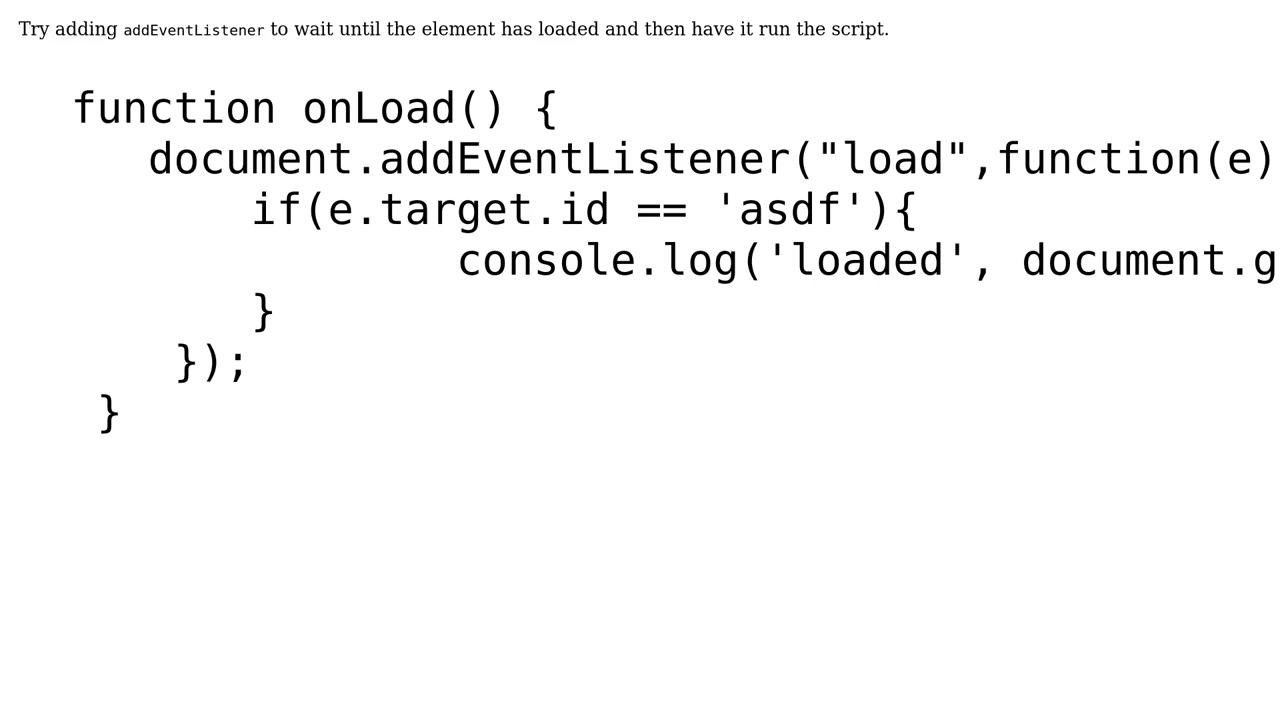 Try adding addEventListener to wait until the element has loaded and then have it run the script.
function onLoad() {
document.addEventListener("load",function(e)
if(e.target.id == 'asdf'){
console.log('loaded', document.g
}
});
}